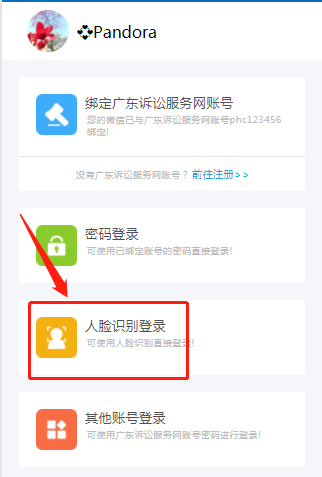 Pandora
绑定广东诉讼服务网账号
您的微信已与广东诉讼服务网账号phc123456
绑定!
没有广东诉讼服务网账号？前往注册>>
密码登录
可使用已绑定账号的密码直接登录!
人脸识别登录
可使用人脸识别直接登录!
其他账号登录
可使用广东诉讼服务网账号密码进行登录!